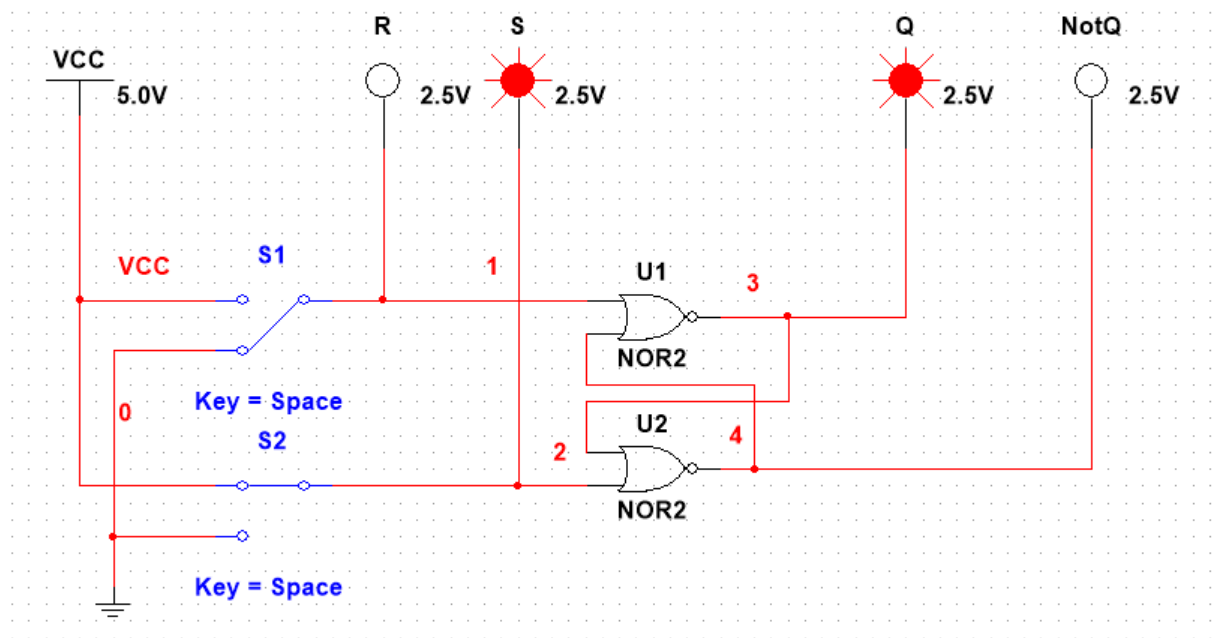 R
S
Q
NotQ
VCC
5.0V
2.5V
2.5V
2.5V
2.5V
VCC
S1
1
U1
3
NOR2
Key = Space
0
S2
2
U2
4
NOR2
Key = Space